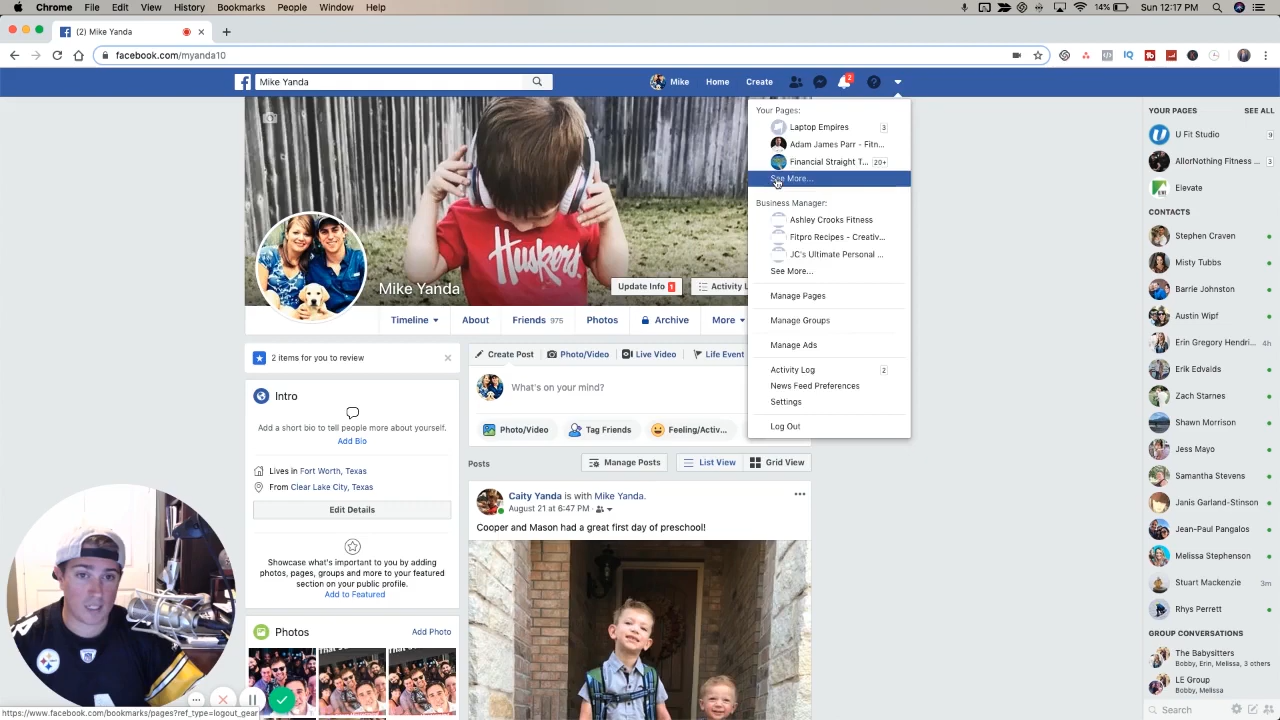 Chrome File Edit View History Bookmarks People Window Help 14% Sun 12:17 PM
(2) Mike Yanda
facebook.com/myanda10
Mike Yanda Mike Home Create 2
Your Pages:
Laptop Empires 3
Adam James Parr - Fitn...
Financial Straight T... 20+
See More...
Business Manager:
Ashley Crooks Fitness
Fitpro Recipes - Creativ...
JC's Ultimate Personal ...
See More...
Manage Pages
Manage Groups
Manage Ads
Activity Log 2
News Feed Preferences
Settings
Log Out
Huskers
Mike Yanda
Update Info 1 Activity L
Timeline About Friends 975 Photos Archive More
2 items for you to review
Intro
Add a short bio to tell people more about yourself.
Add Bio
Lives in Fort Worth, Texas
From Clear Lake City, Texas
Edit Details
Showcase what's important to you by adding
photos, pages, groups and more to your featured
section on your public profile.
Add to Featured
Photos Add Photo
Create Post Photo/Video Live Video Life Event
What's on your mind?
Photo/Video Tag Friends Feeling/Activ...
Posts Manage Posts List View Grid View
Caity Yanda is with Mike Yanda.
August 21 at 6:47 PM
Cooper and Mason had a great first day of preschool!
YOUR PAGES SEE ALL
U Fit Studio 9
AllorNothing Fitness ... 3
Elevate
CONTACTS
Stephen Craven
Misty Tubbs
Barrie Johnston
Austin Wipf
Erin Gregory Hendri... 4h
Erik Edvalds
Zach Starnes
Shawn Morrison
Jess Mayo
Samantha Stevens
Janis Garland-Stinson
Jean-Paul Pangalos
Melissa Stephenson
Stuart Mackenzie 3m
Rhys Perrett
GROUP CONVERSATIONS
The Babysitters
Bobby, Erin, Melissa, 3 others
LE Group
Bobby, Melissa
Search
https://www.facebook.com/bookmarks/pages?ref_type=logout_gear